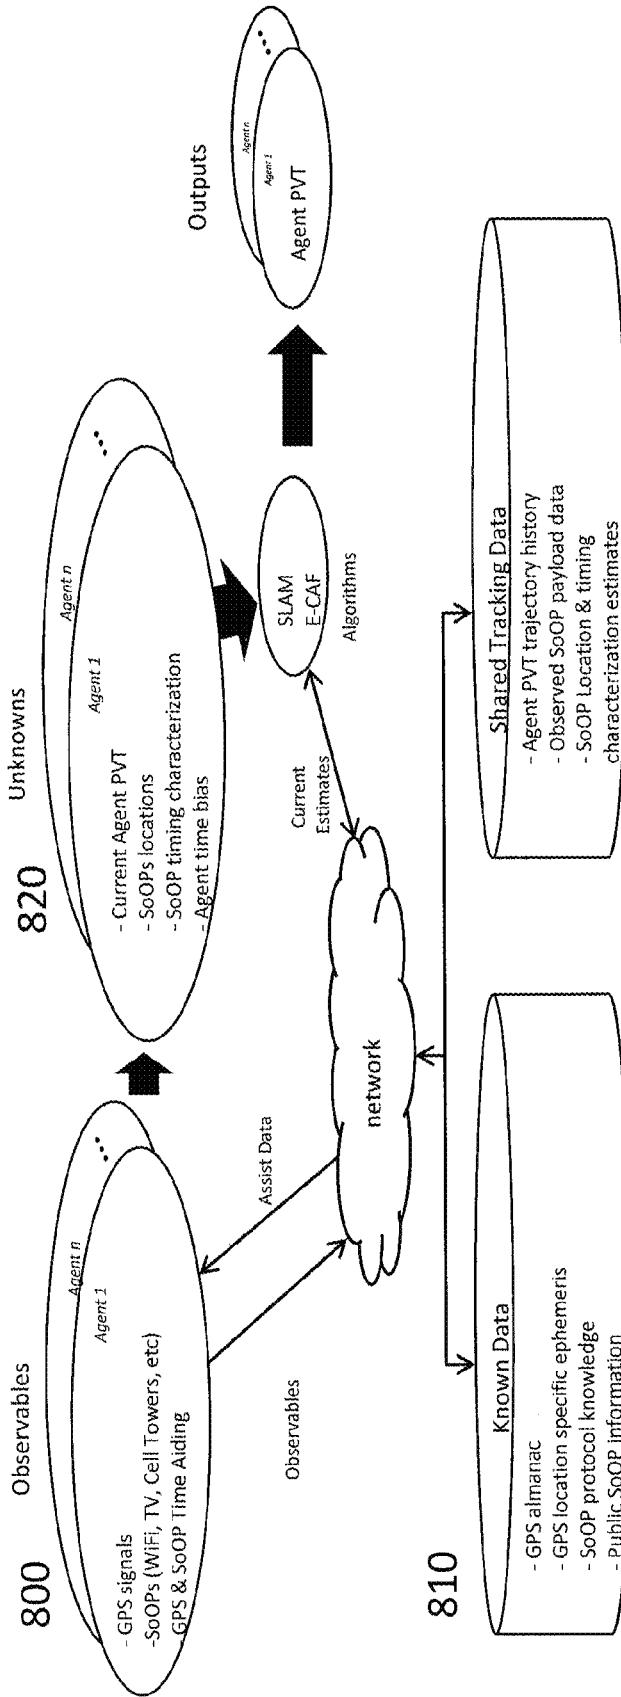 800
Observables
Agent n
Agent 1
- GPS signals
-SoOPs (WiFi, TV, Cell Towers, etc)
- GPS & SoOP Time Aiding
820
Unknowns
Agent n
Agent 1
- Current Agent PVT
- SoOPs locations
- SoOP timing characterization
- Agent time bias
Outputs
Agent n
Agent 1
Agent PVT
SLAM
E-CAF
Algorithms
Current
Estimates
Assist Data
Observables
network
810
Known Data
- GPS almanac
- GPS location specific ephemeris
- SoOP protocol knowledge
- Public SoOP information
Shared Tracking Data
- Agent PVT trajectory history
- Observed SoOP payload data
- SoOP Location & timing
characterization estimates